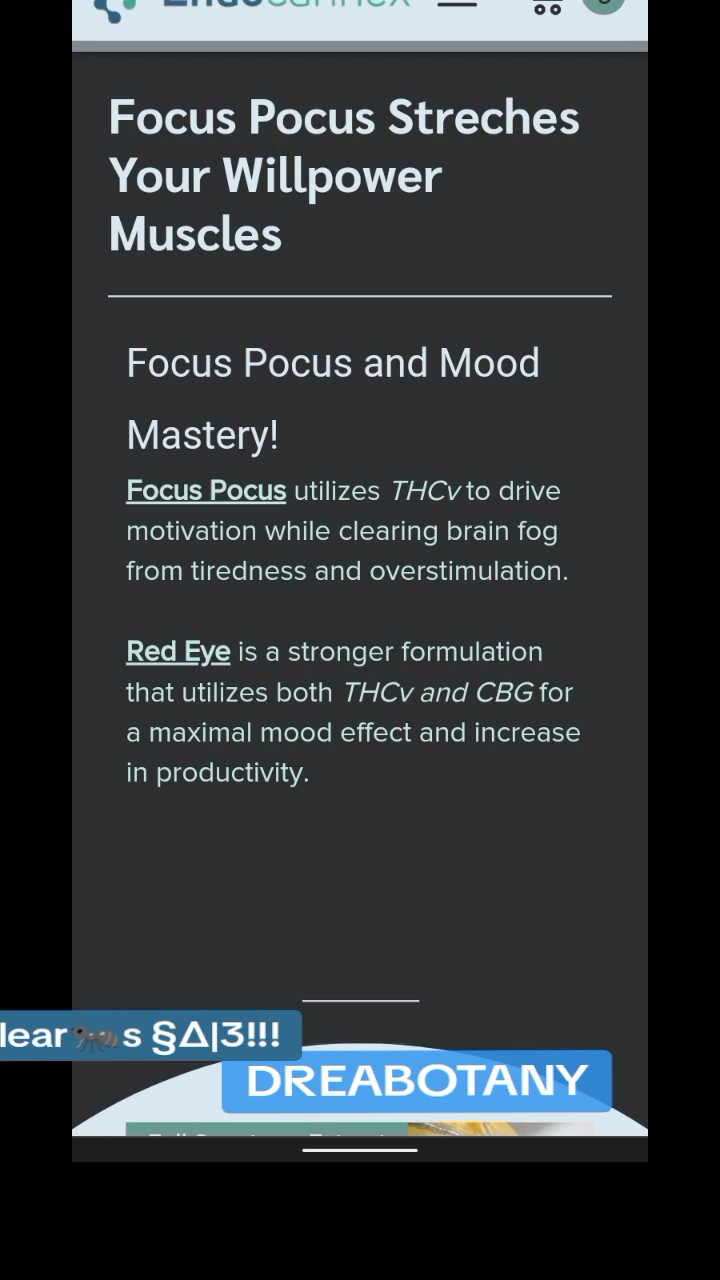 Focus Pocus Streches
Your Willpower
Muscles
Focus Pocus and Mood
Mastery!
Focus Pocus utilizes THCv to drive
motivation while clearing brain fog
from tiredness and overstimulation.
Red Eye is a stronger formulation
that utilizes both THCv and CBG for
a maximal mood effect and increase
in productivity.
lear🐜s §Δ|3!!!
DREABOTANY